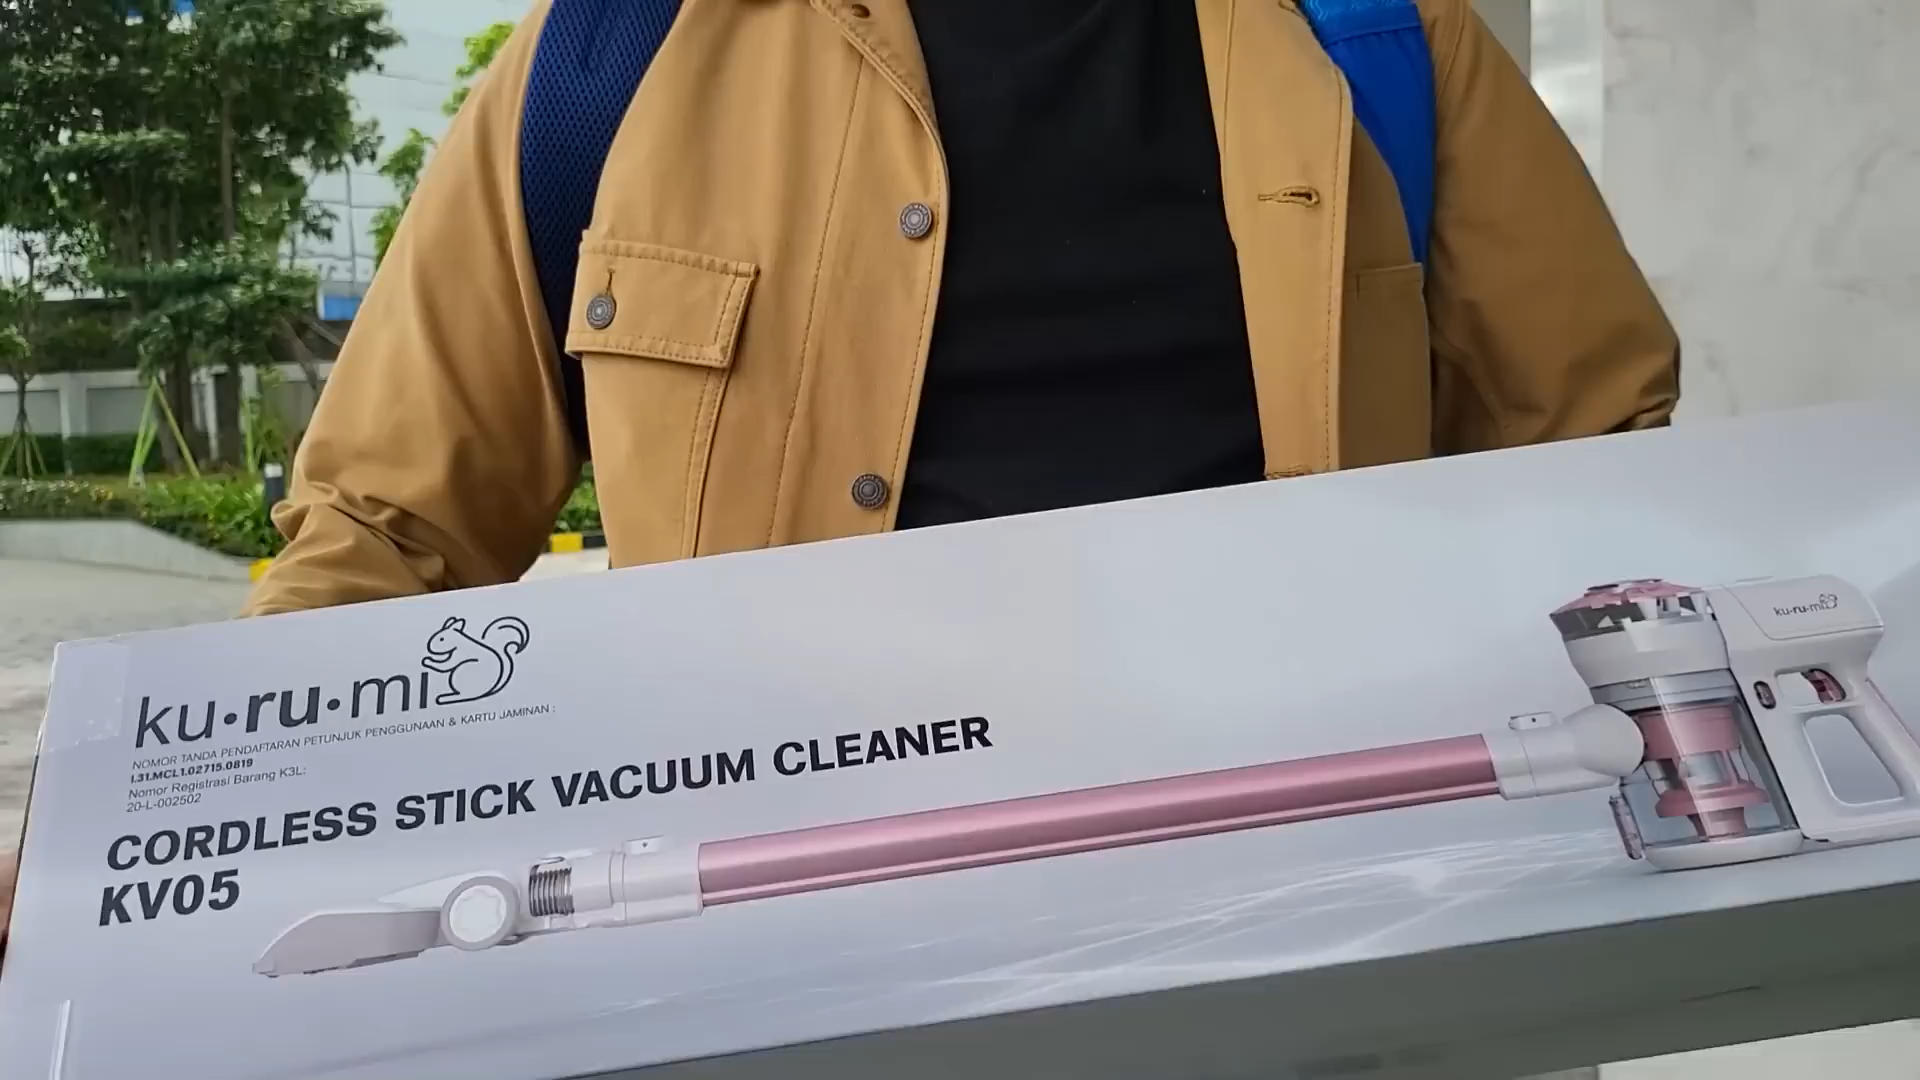 ku•ru•mi
NOMOR TANDA PENDAFTARAN PETUNJUK PENGGUNAAN & KARTU JAMINAN :
I.31.MCL1.02715.0819
Nomor Registrasi Barang K3L:
20-L-002502
CORDLESS STICK VACUUM CLEANER
KV05
ku•ru•mi